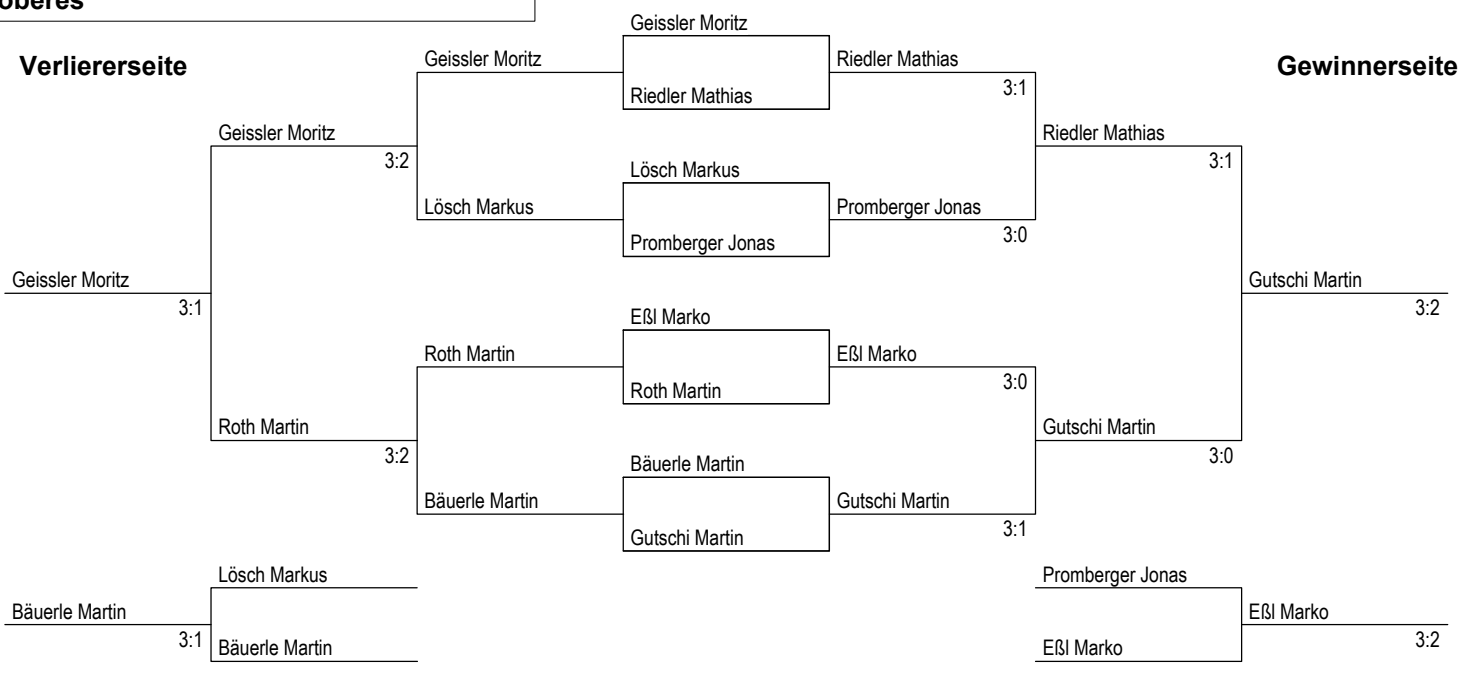 oberes
Verliererseite
Gewinnerseite
Geissler Moritz
Geissler Moritz
Riedler Mathias
Riedler Mathias
3:1
Geissler Moritz
3:2
Riedler Mathias
3:1
Lösch Markus
Lösch Markus
Promberger Jonas
Promberger Jonas
3:0
Geissler Moritz
3:1
Gutschi Martin
3:2
Eßl Marko
Roth Martin
Eßl Marko
Roth Martin
3:0
Roth Martin
3:2
Gutschi Martin
3:0
Bäuerle Martin
Bäuerle Martin
Gutschi Martin
Gutschi Martin
3:1
Lösch Markus
Promberger Jonas
Bäuerle Martin
3:1
Eßl Marko
3:2
Bäuerle Martin
Eßl Marko